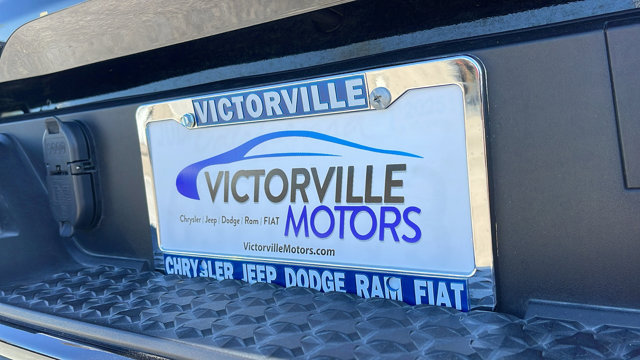 VICTORVILLE
VICTORVILLE
Chrysler | Jeep | Dodge | Ram | FIAT
MOTORS
VictorvilleMotors.com
CHRYSLER JEEP DODGE RAM FIAT